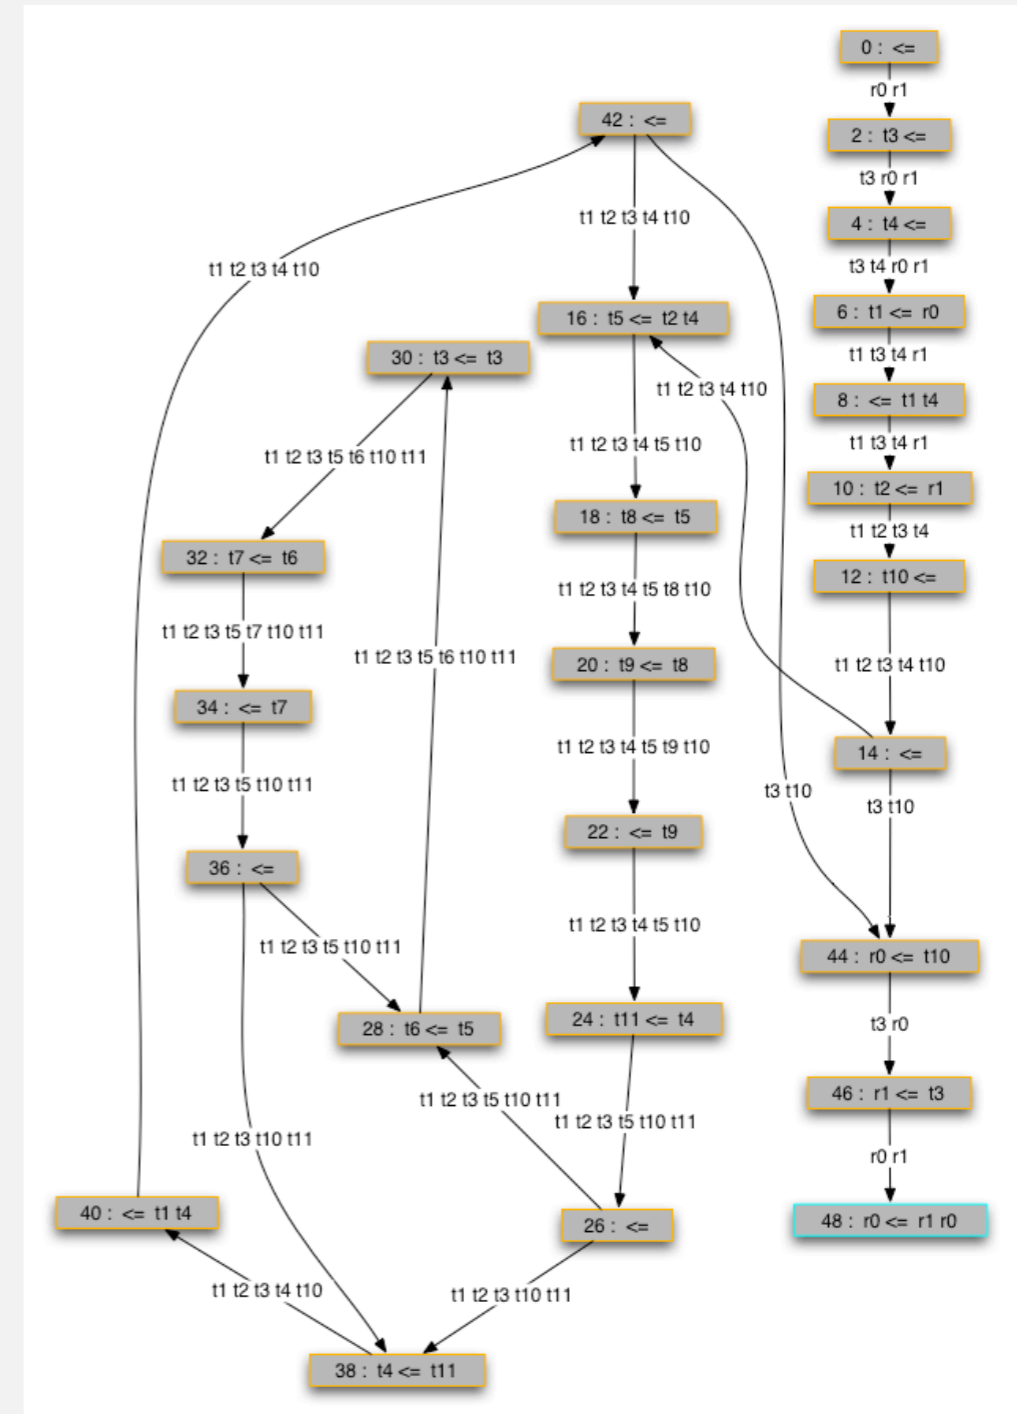 0 : <=
r0 r1
42 : <=
2 : t3 <=
t3 r0 r1
t1 t2 t3 t4 t10
4 : t4 <=
t3 t4 r0 r1
t1 t2 t3 t4 t10
16 : t5 <= t2 t4
6 : t1 <= r0
30 : t3 <= t3
t1 t3 t4 r1
t1 t2 t3 t4 t10
8 : <= t1 t4
t1 t2 t3 t5 t6 t10 t11
t1 t2 t3 t4 t5 t10
t1 t3 t4 r1
10 : t2 <= r1
18 : t8 <= t5
t1 t2 t3 t4
32 : t7 <= t6
12 : t10 <=
t1 t2 t3 t4 t5 t8 t10
t1 t2 t3 t5 t7 t10 t11
t1 t2 t3 t5 t6 t10 t11
20 : t9 <= t8
t1 t2 t3 t4 t10
34 : <= t7
t1 t2 t3 t4 t5 t9 t10
14 : <=
t1 t2 t3 t5 t10 t11
t3 t10
t3 t10
22 : <= t9
36 : <=
t1 t2 t3 t5 t10 t11
t1 t2 t3 t4 t5 t10
44 : r0 <= t10
28 : t6 <= t5
24 : t11 <= t4
t3 r0
t1 t2 t3 t5 t10 t11
46 : r1 <= t3
t1 t2 t3 t5 t10 t11
t1 t2 t3 t10 t11
r0 r1
40 : <= t1 t4
26 : <=
48 : r0 <= r1 r0
t1 t2 t3 t4 t10
t1 t2 t3 t10 t11
38 : t4 <= t11